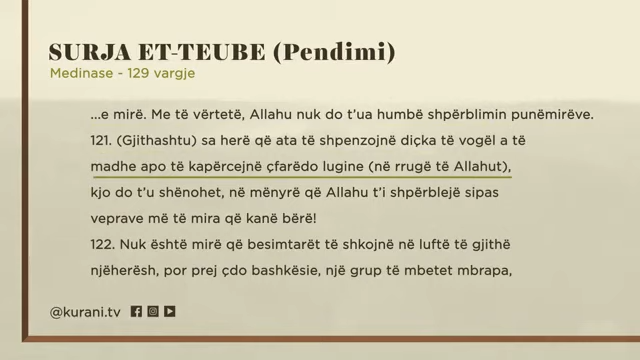 SURJA ET-TEUBE (Pendimi)
Medinase - 129 vargje
...e mirë. Me të vërtetë, Allahu nuk do t'ua humbë shpërblimin punëmirëve.
121. (Gjithashtu) sa herë që ata të shpenzojnë diçka të vogël a të
madhe apo të kapërcejnë çfarëdo lugine (në rrugë të Allahut),
kjo do t'u shënohet, në mënyrë që Allahu t'i shpërblejë sipas
veprave më të mira që kanë bërë!
122. Nuk është mirë që besimtarët të shkojnë në luftë të gjithë
njëherësh, por prej çdo bashkësie, një grup të mbetet mbrapa,
@kurani.tv